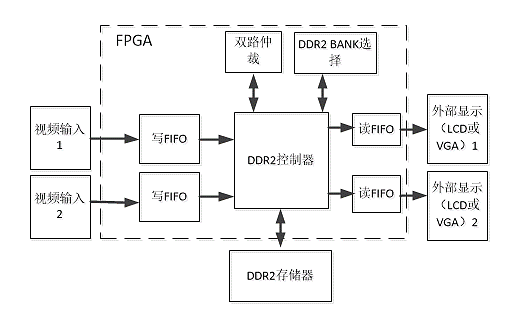 FPGA
双路仲
裁
DDR2 BANK选
择
视频输入
1
写FIFO
DDR2控制器
读FIFO
外部显示
（LCD或
VGA）1
视频输入
2
写FIFO
读FIFO
外部显示
（LCD或
VGA）2
DDR2存储器